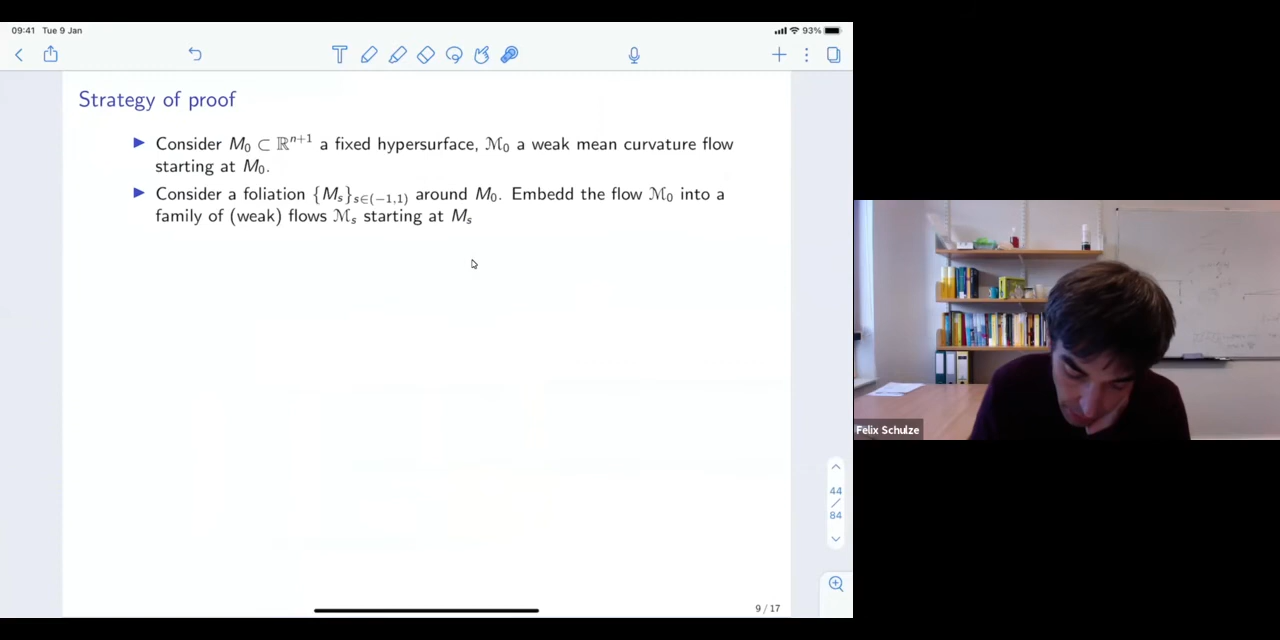 09:41 Tue 9 Jan
93%
Strategy of proof
▶ Consider M₀ ⊂ ℝⁿ⁺¹ a fixed hypersurface, ℳ₀ a weak mean curvature flow
starting at M₀.
▶ Consider a foliation {Mₛ}ₛ∈(−1,1) around M₀. Embedd the flow ℳ₀ into a
family of (weak) flows ℳₛ starting at Mₛ
44
/
84
9 / 17
Felix Schulze